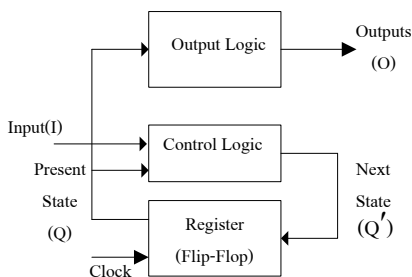 Output Logic
Outputs
(O)
Input(I)
Control Logic
Present
State
(Q)
Next
State
(Q′)
Register
(Flip-Flop)
Clock